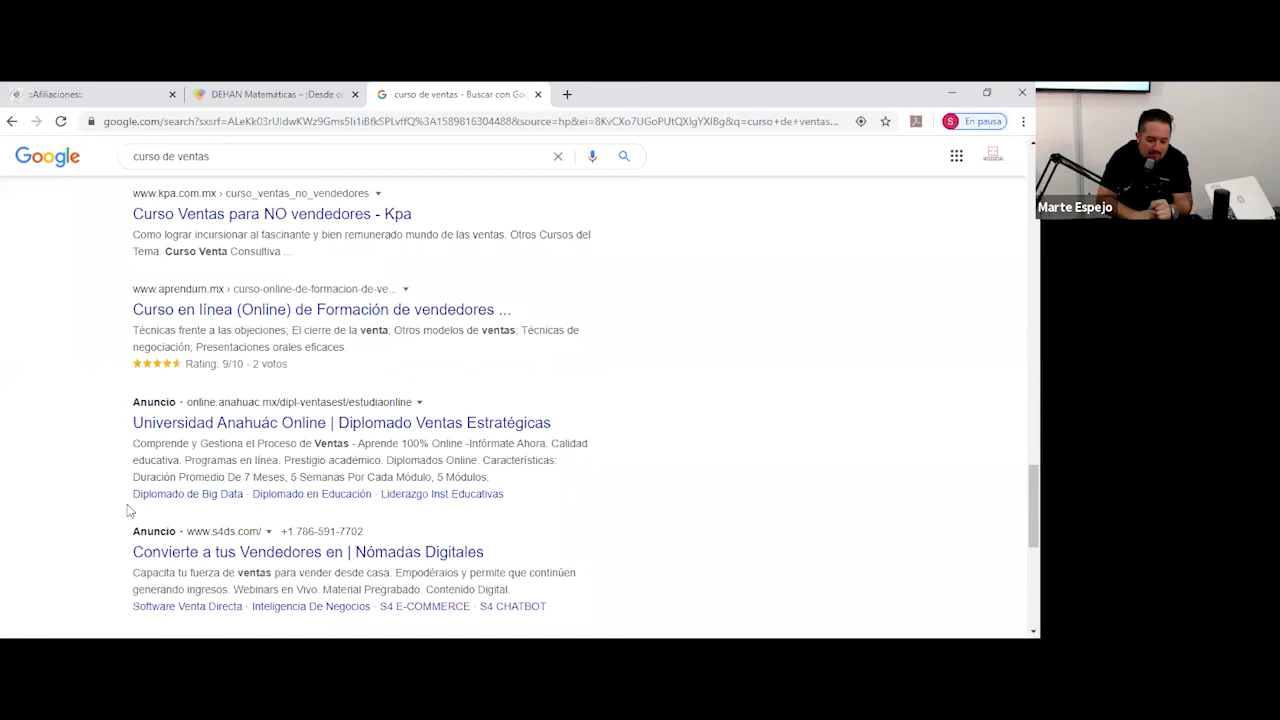 ::Afiliaciones::
DEHAN Matemáticas – ¡Desde c
curso de ventas - Buscar con Goo
google.com/search?sxsrf=ALeKk03rUldwKWz9Gms5Ii1iBfkSPLvffQ%3A1589816304488&source=hp&ei=8KvCXo7UGoPUtQXIgYXIBg&q=curso+de+ventas...
S
En pausa
Google
curso de ventas
www.kpa.com.mx › curso_ventas_no_vendedores
Curso Ventas para NO vendedores - Kpa
Como lograr incursionar al fascinante y bien remunerado mundo de las ventas. Otros Cursos del
Tema. Curso Venta Consultiva ...
www.aprendum.mx › curso-online-de-formacion-de-ve...
Curso en línea (Online) de Formación de vendedores ...
Técnicas frente a las objeciones; El cierre de la venta; Otros modelos de ventas; Técnicas de
negociación; Presentaciones orales eficaces.
Rating: 9/10 - 2 votos
Anuncio · online.anahuac.mx/dipl-ventasest/estudiaonline
Universidad Anahuác Online | Diplomado Ventas Estratégicas
Comprende y Gestiona el Proceso de Ventas - Aprende 100% Online -Infórmate Ahora. Calidad
educativa. Programas en línea. Prestigio académico. Diplomados Online. Características:
Duración Promedio De 7 Meses, 5 Semanas Por Cada Módulo, 5 Módulos.
Diplomado de Big Data · Diplomado en Educación · Liderazgo Inst.Educativas
Anuncio · www.s4ds.com/ +1 786-591-7702
Convierte a tus Vendedores en | Nómadas Digitales
Capacita tu fuerza de ventas para vender desde casa. Empodéralos y permite que continúen
generando ingresos. Webinars en Vivo. Material Pregrabado. Contenido Digital.
Software Venta Directa · Inteligencia De Negocios · S4 E-COMMERCE · S4 CHATBOT
Marte Espejo